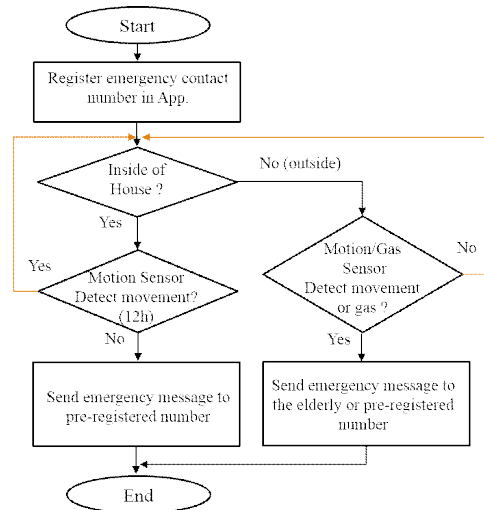 Start
Register emergency contact
number in App.
Inside of
House ?
No (outside)
Yes
Yes
Motion Sensor
Detect movement?
(12h)
No
Motion/Gas
Sensor
Detect movement
or gas ?
No
Yes
Send emergency message to
pre-registered number
Send emergency message to
the elderly or pre-registered
number
End